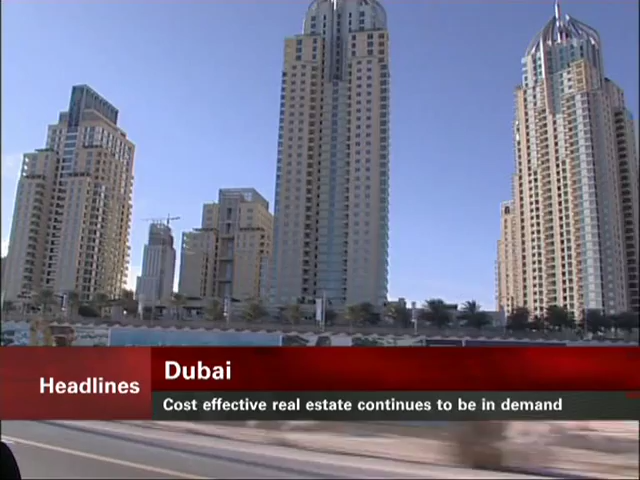 Dubai
Headlines
Cost effective real estate continues to be in demand